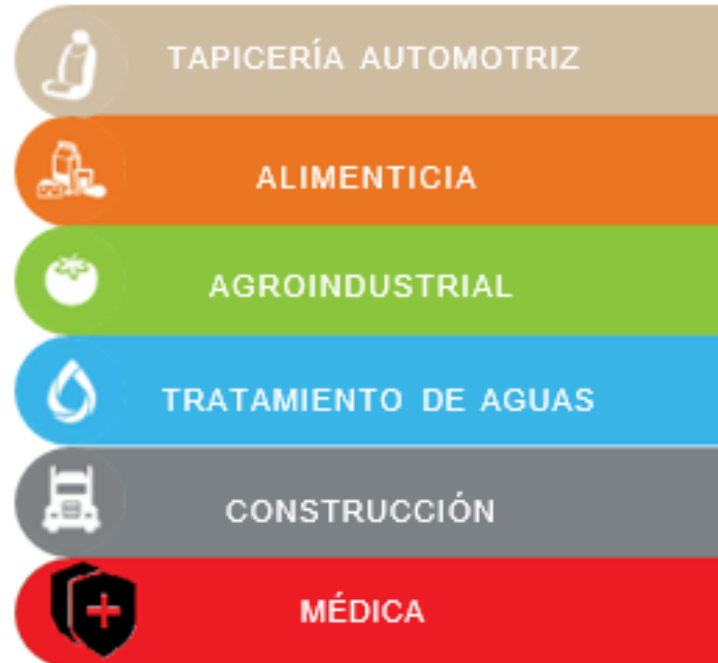 TAPICERÍA AUTOMOTRIZ
ALIMENTICIA
AGROINDUSTRIAL
TRATAMIENTO DE AGUAS
CONSTRUCCIÓN
MÉDICA